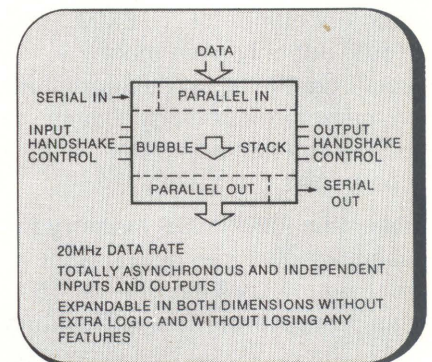 DATA
SERIAL IN
PARALLEL IN
INPUT
HANDSHAKE
CONTROL
BUBBLE
STACK
OUTPUT
HANDSHAKE
CONTROL
PARALLEL OUT
SERIAL
OUT
20MHz DATA RATE
TOTALLY ASYNCHRONOUS AND INDEPENDENT
INPUTS AND OUTPUTS
EXPANDABLE IN BOTH DIMENSIONS WITHOUT
EXTRA LOGIC AND WITHOUT LOSING ANY
FEATURES